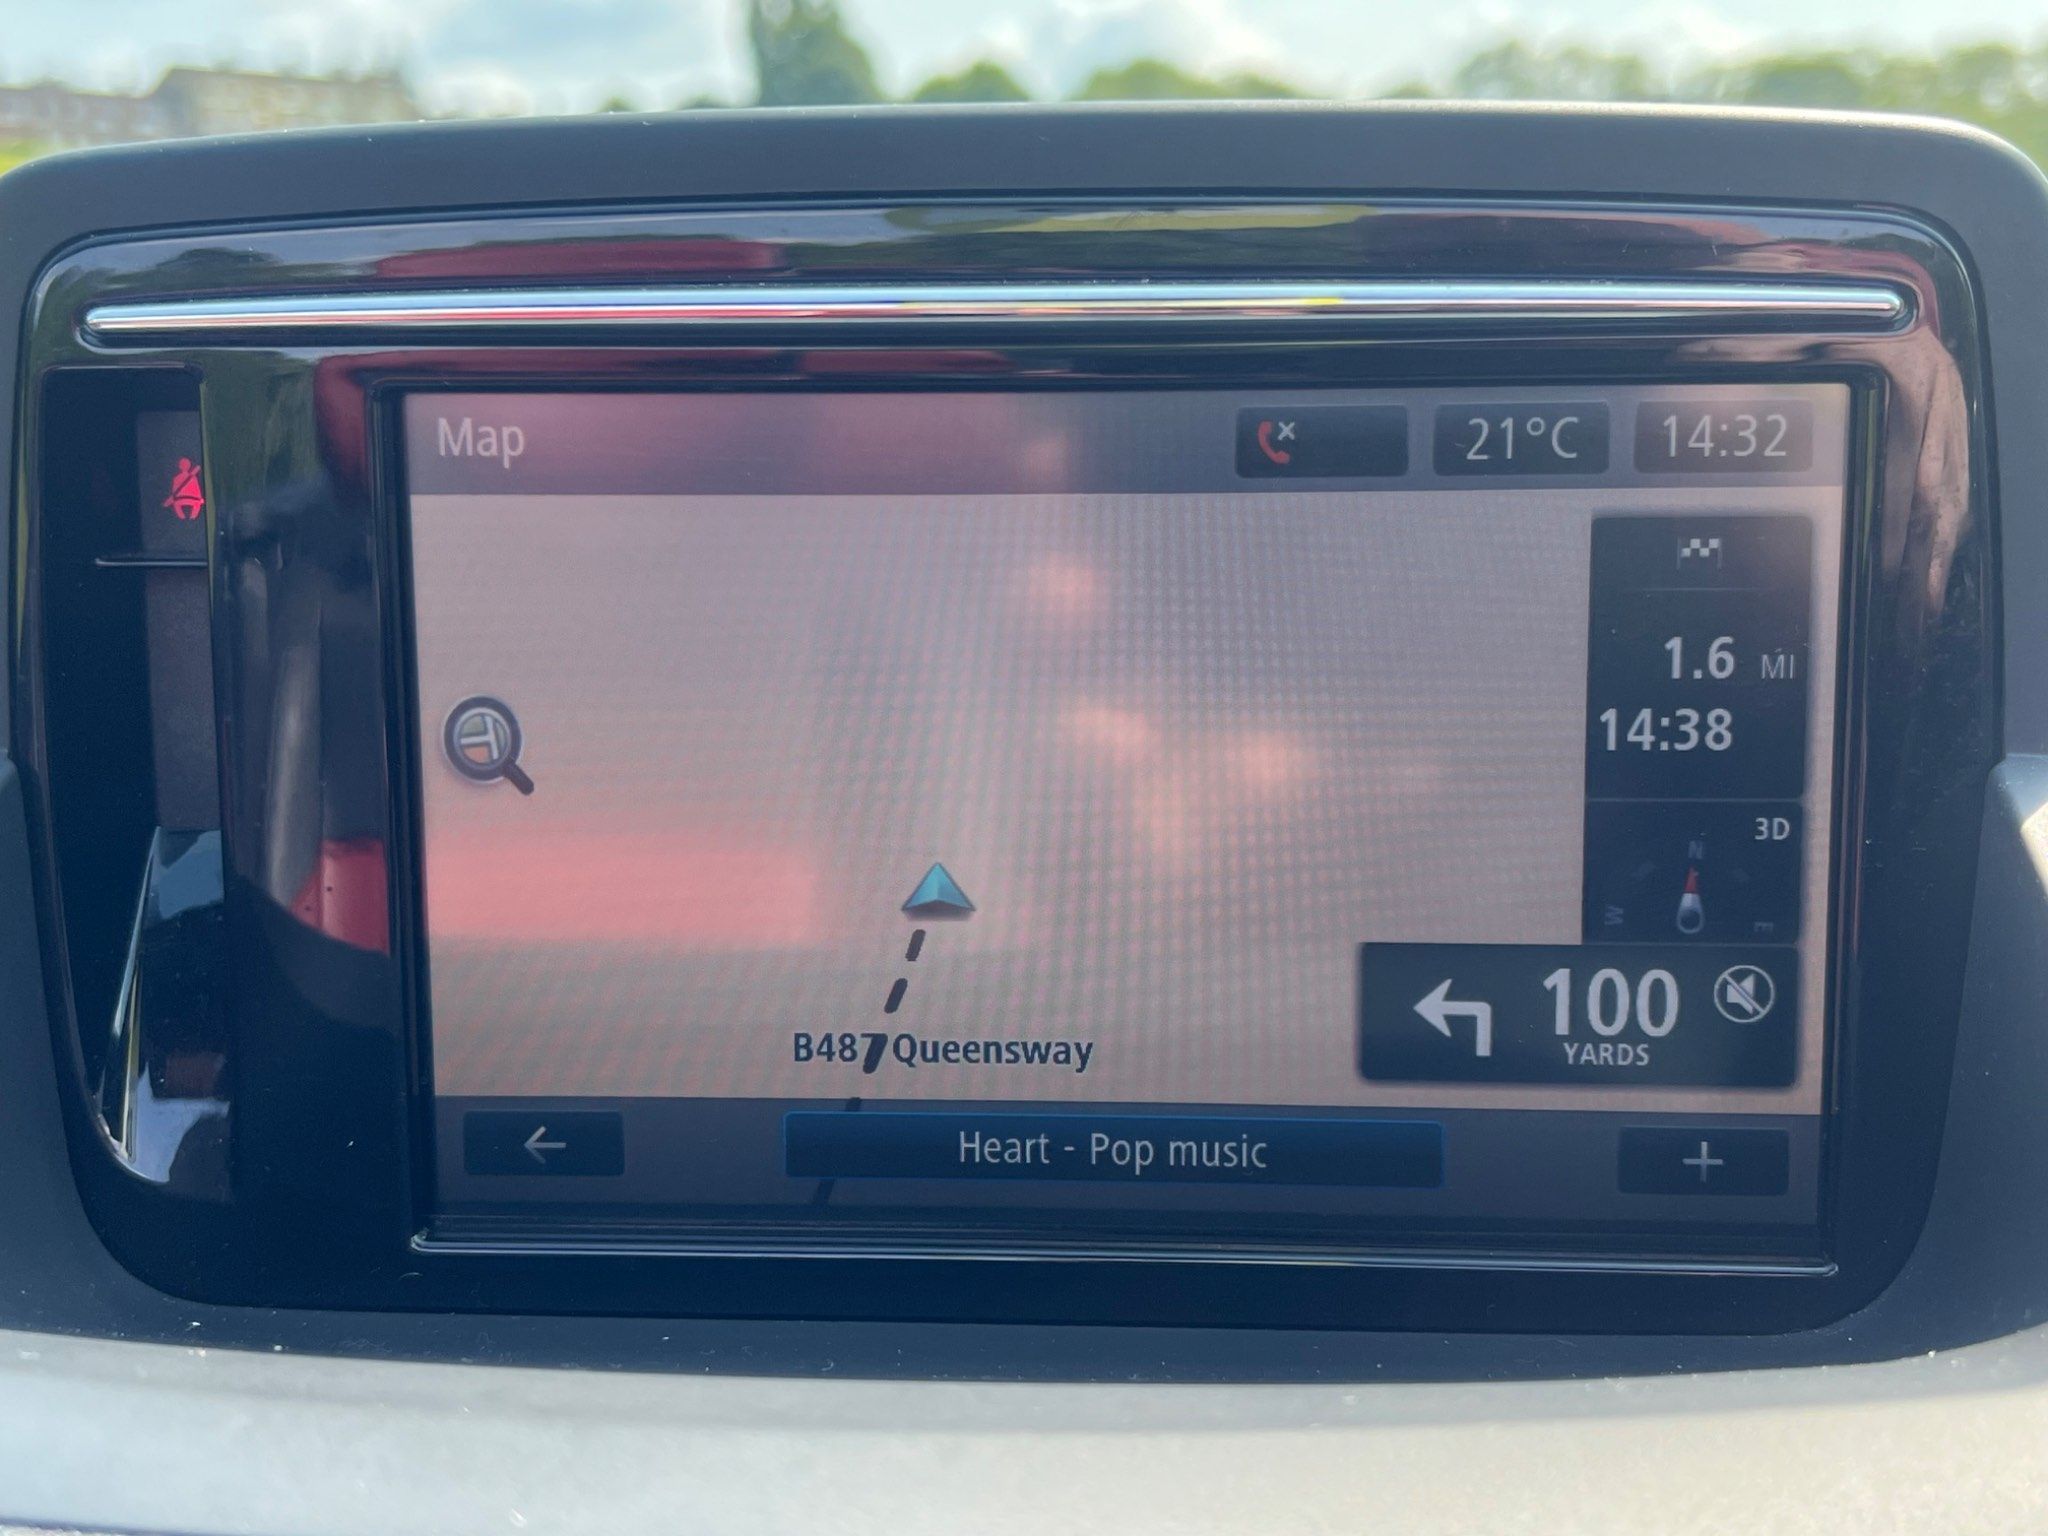 Map
21°C
14:32
1.6 MI
14:38
3D
N
W
E
100
YARDS
B487 Queensway
Heart - Pop music